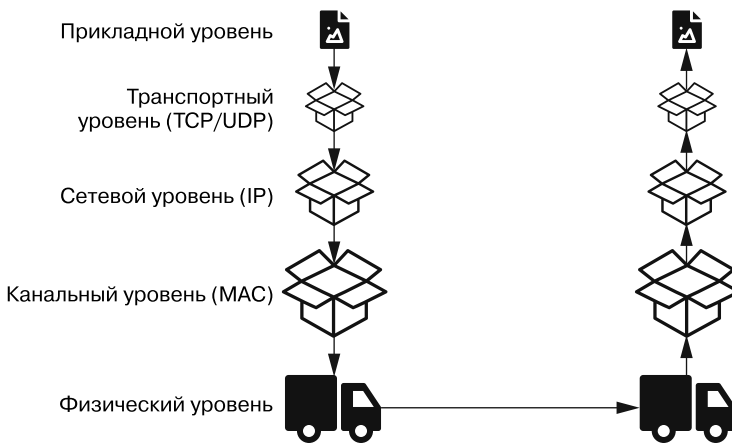 Прикладной уровень
Транспортный
уровень (TCP/UDP)
Сетевой уровень (IP)
Канальный уровень (MAC)
Физический уровень